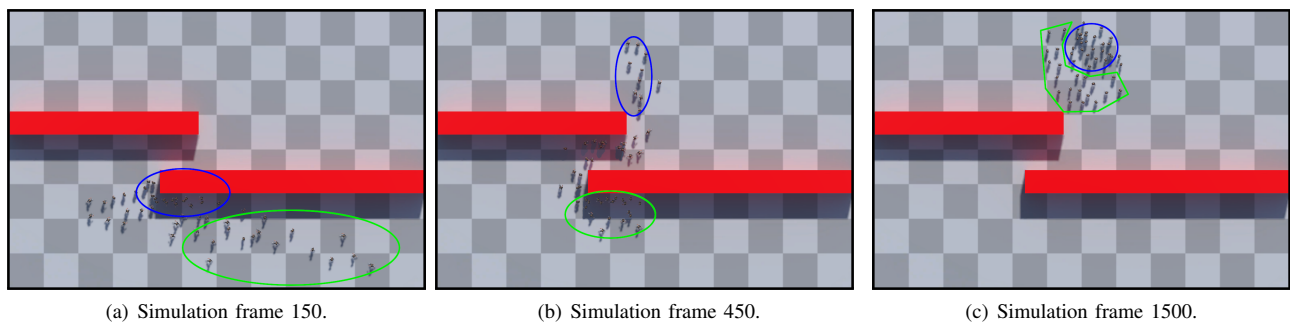 (a) Simulation frame 150.
(b) Simulation frame 450.
(c) Simulation frame 1500.